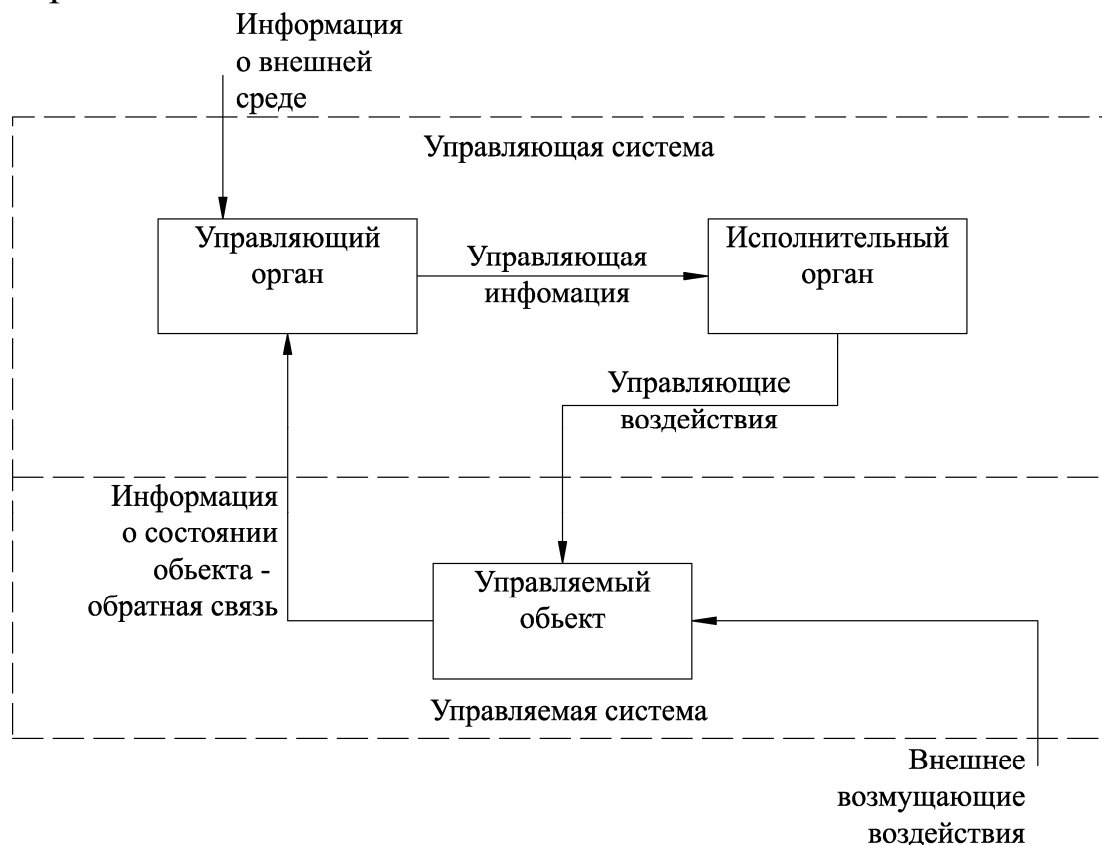 Информация
о внешней
среде
Управляющая система
Управляющий
орган
Управляющая
инфомация
Исполнительный
орган
Управляющие
воздействия
Информация
о состоянии
обьекта -
обратная связь
Управляемый
обьект
Управляемая система
Внешнее
возмущающие
воздействия